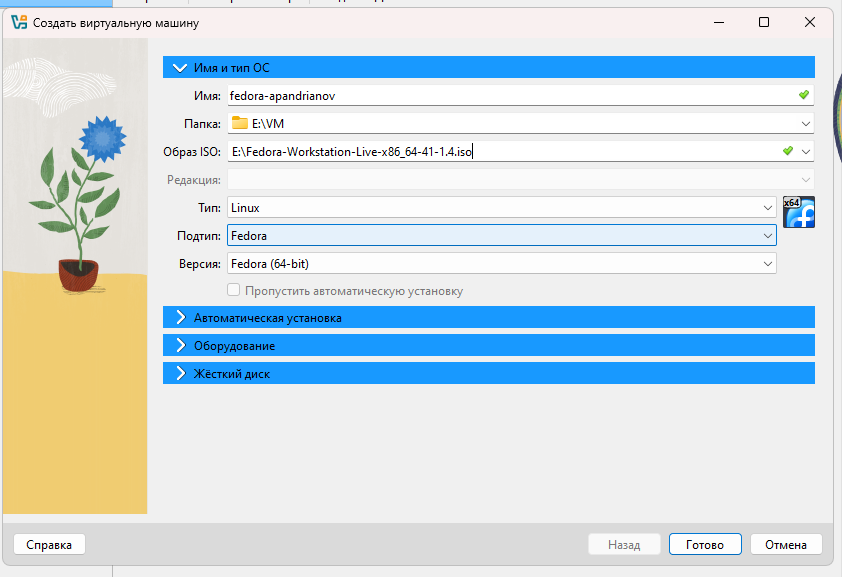 Создать виртуальную машину
Имя и тип ОС
Имя: fedora-apandrianov
Папка: E:\VM
Образ ISO: E:\Fedora-Workstation-Live-x86_64-41-1.4.iso
Редакция:
Тип: Linux
x64
Подтип: Fedora
Версия: Fedora (64-bit)
Пропустить автоматическую установку
Автоматическая установка
Оборудование
Жёсткий диск
Справка Назад Готово Отмена